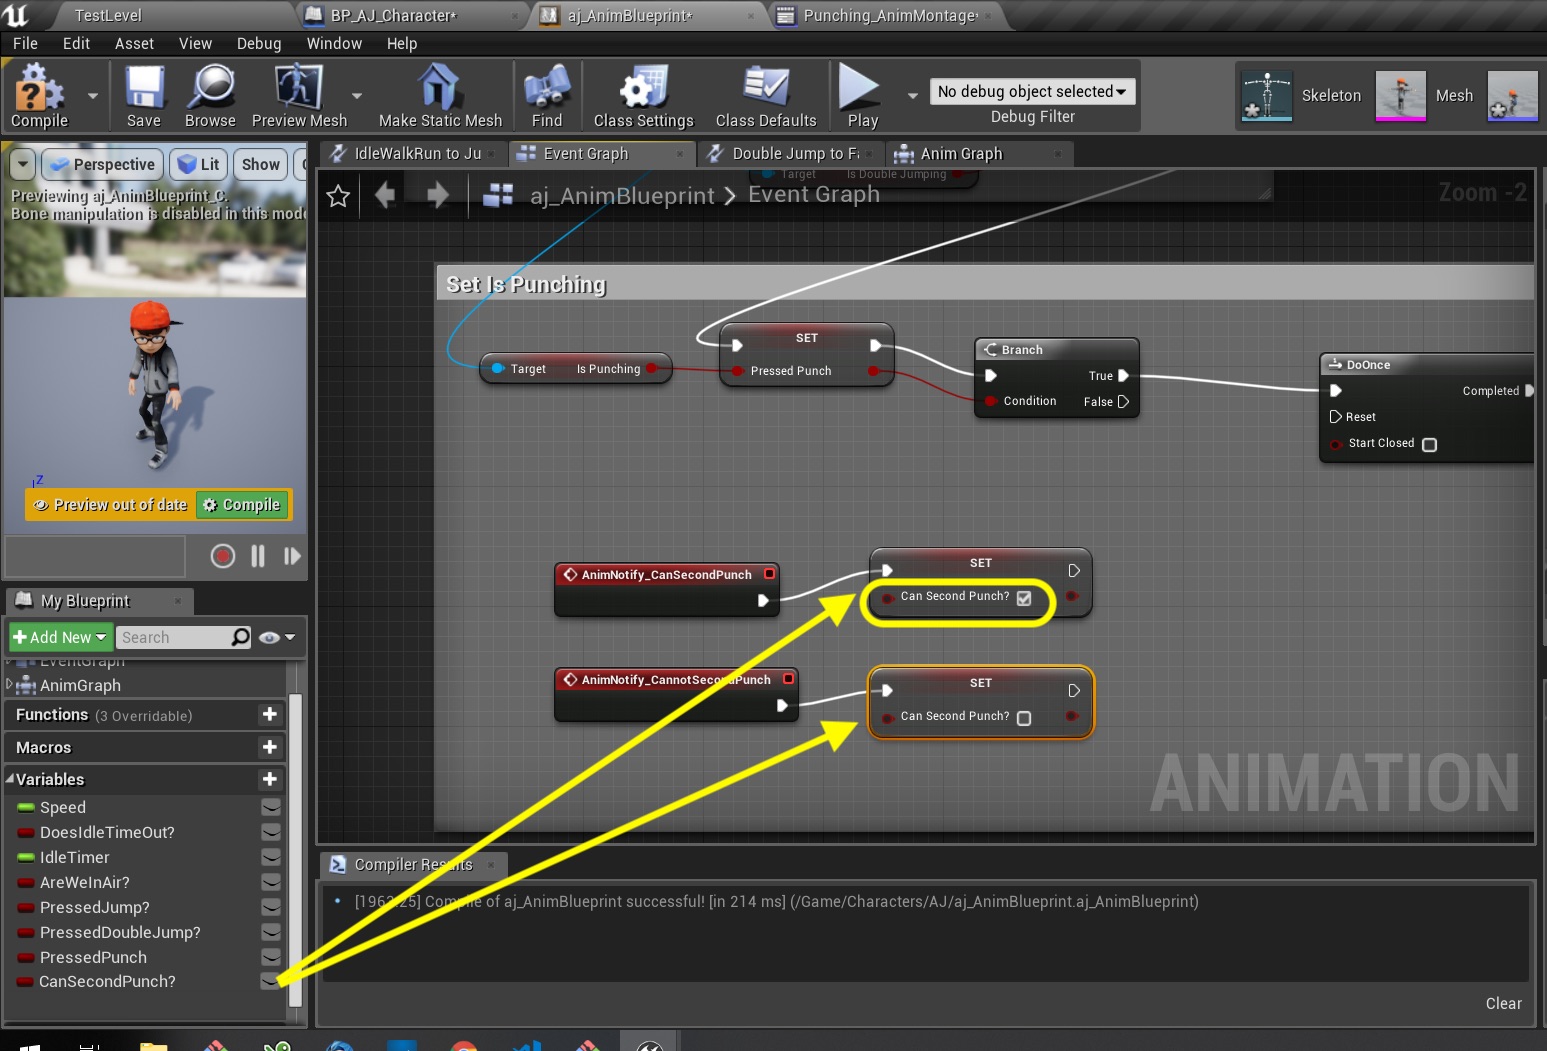 TestLevel
BP_AJ_Character*
aj_AnimBlueprint*
Punching_AnimMontage*
File Edit Asset View Debug Window Help
Compile Save Browse Preview Mesh Make Static Mesh Find Class Settings Class Defaults Play
No debug object selected
Debug Filter
Skeleton Mesh
Perspective Lit Show
Previewing aj_AnimBlueprint_C.
Bone manipulation is disabled in this mode
Z
Preview out of date Compile
IdleWalkRun to Ju
Event Graph
Double Jump to Fa
Anim Graph
aj_AnimBlueprint > Event Graph
Zoom -2
Target Is Double Jumping
Set Is Punching
Target Is Punching
SET
Pressed Punch
Branch
True
Condition False
DoOnce
Completed
Reset
Start Closed
AnimNotify_CanSecondPunch
SET
Can Second Punch?
AnimNotify_CannotSecondPunch
SET
Can Second Punch?
ANIMATION
My Blueprint
+Add New Search
EventGraph
AnimGraph
Functions (3 Overridable)
Macros
Variables
Speed
DoesIdleTimeOut?
IdleTimer
AreWeInAir?
PressedJump?
PressedDoubleJump?
PressedPunch
CanSecondPunch?
Compiler Results
Compile of aj_AnimBlueprint successful! [in 214 ms] (/Game/Characters/AJ/aj_AnimBlueprint.aj_AnimBlueprint)
Clear